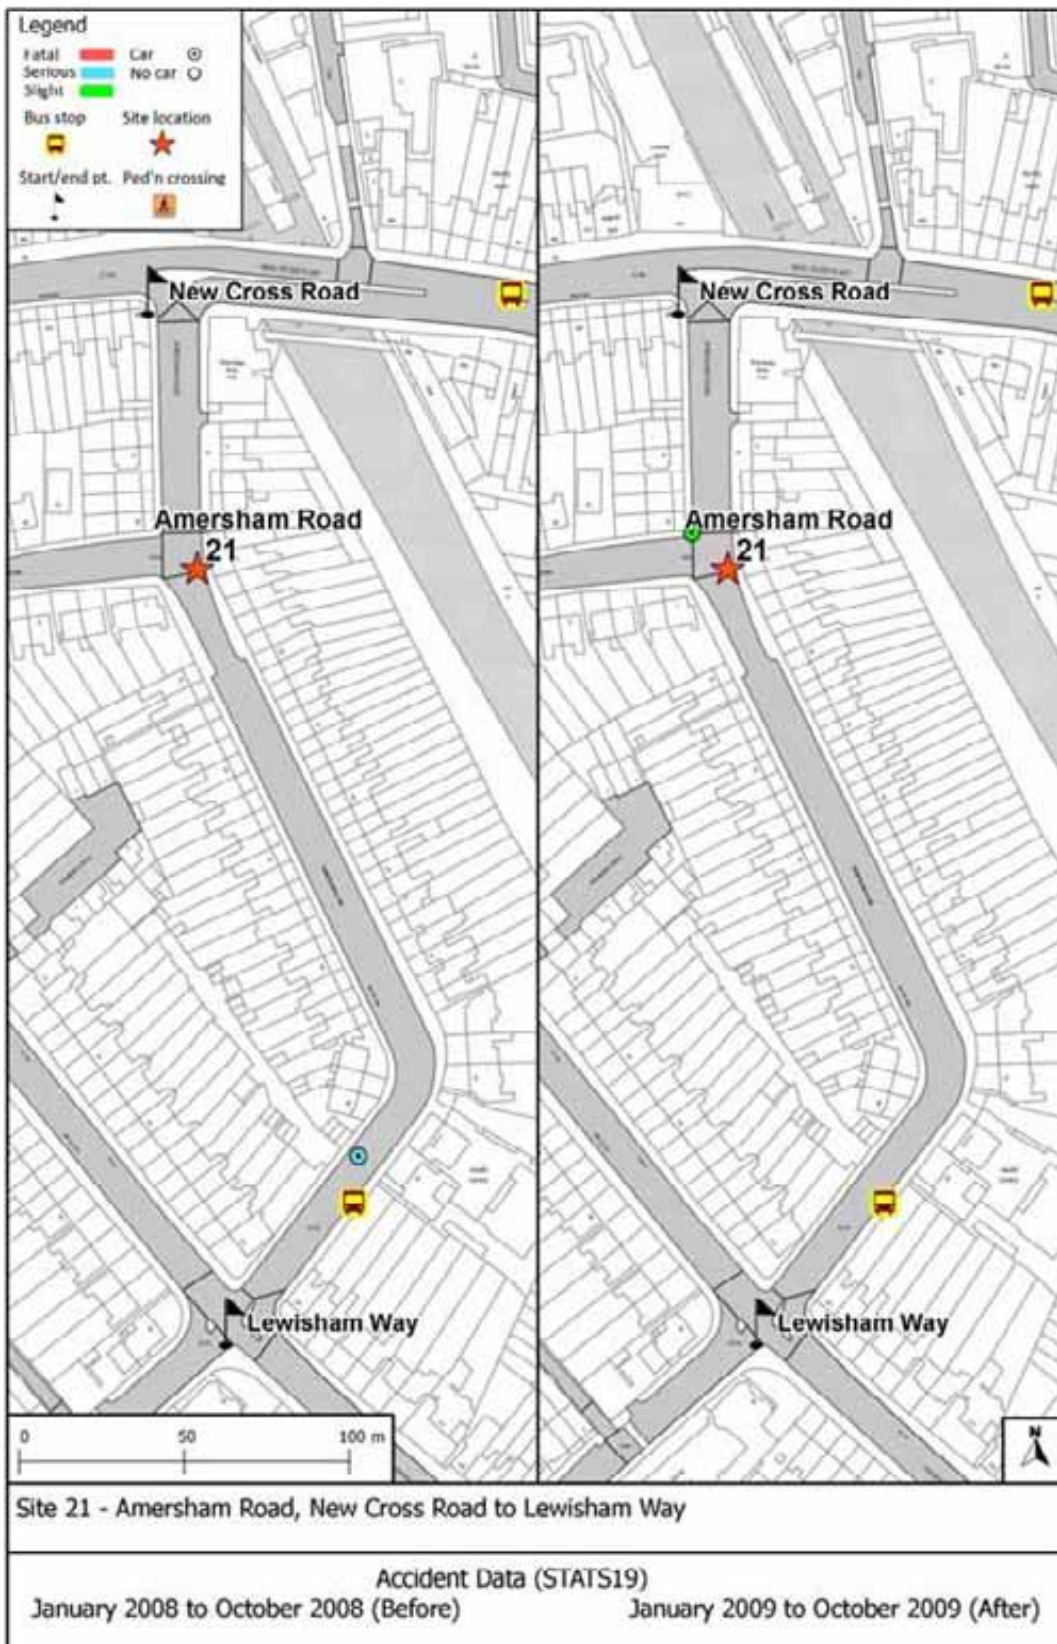 Legend
Fatal
Car
Serious
No car
Slight
Bus stop
Site location
Start/end pt.
Ped'n crossing
New Cross Road
Amersham Road
21
Lewisham Way
New Cross Road
Amersham Road
21
Lewisham Way
0 50 100 m
N
Site 21 - Amersham Road, New Cross Road to Lewisham Way
Accident Data (STATS19)
January 2008 to October 2008 (Before)
January 2009 to October 2009 (After)